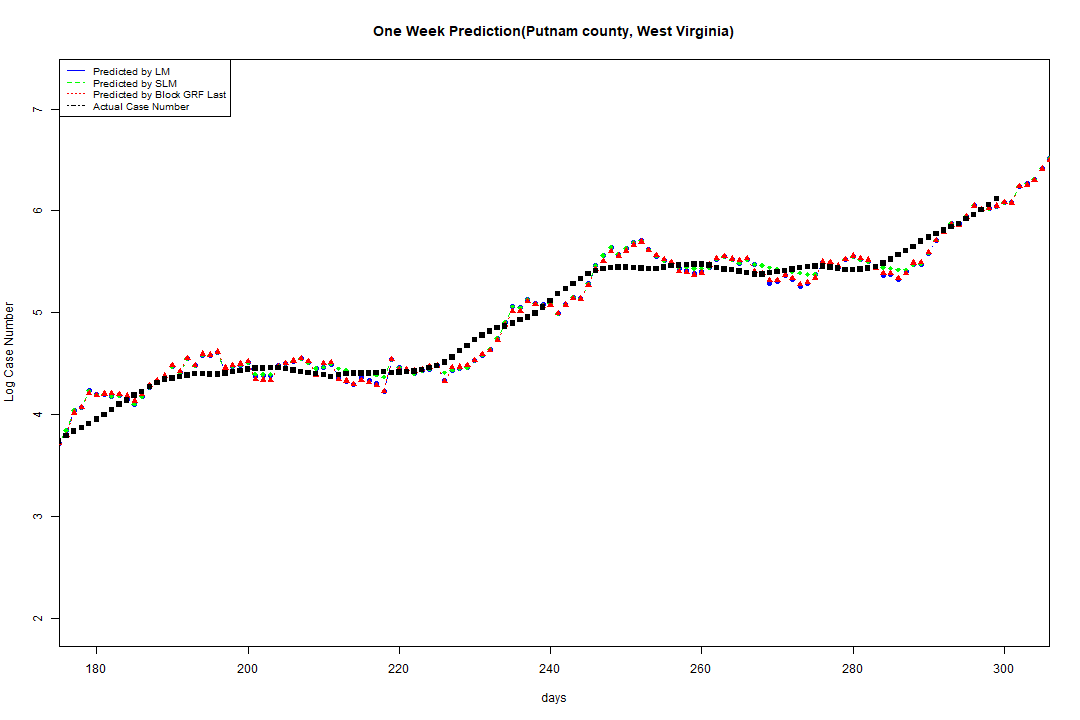 One Week Prediction(Putnam county, West Virginia)
Predicted by LM
Predicted by SLM
Predicted by Block GRF Last
Actual Case Number
7
6
5
4
3
2
Log Case Number
180 200 220 240 260 280 300
days